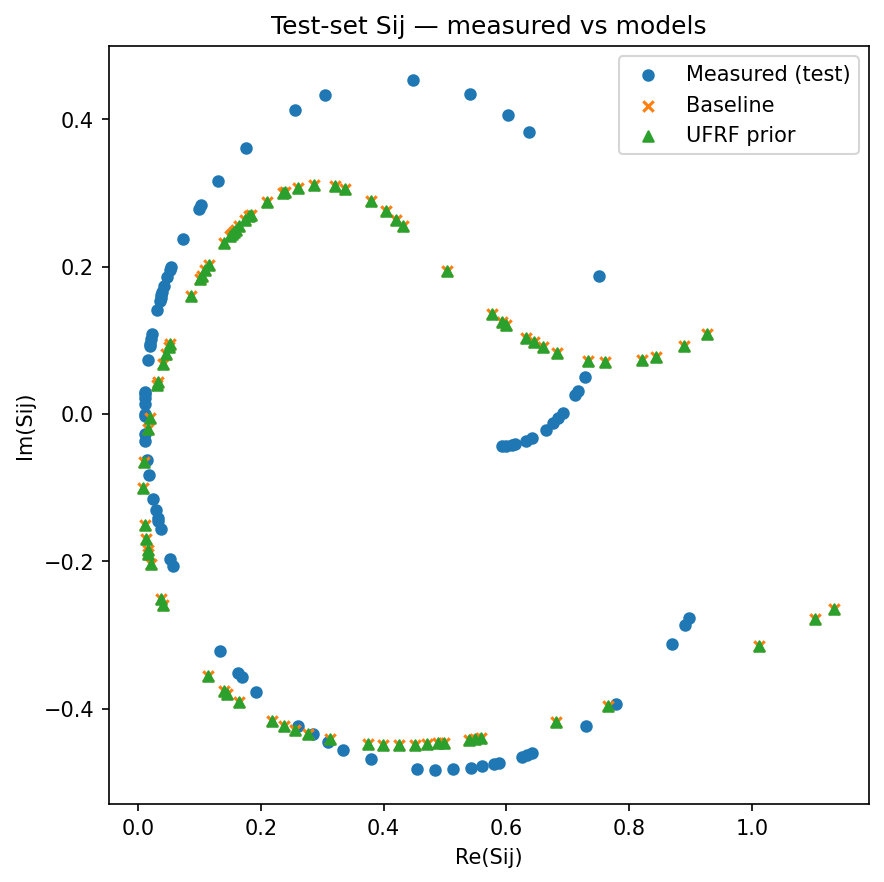 Test-set Sij — measured vs models
Measured (test)
Baseline
UFRF prior
Im(Sij)
0.4
0.2
0.0
−0.2
−0.4
0.0 0.2 0.4 0.6 0.8 1.0
Re(Sij)